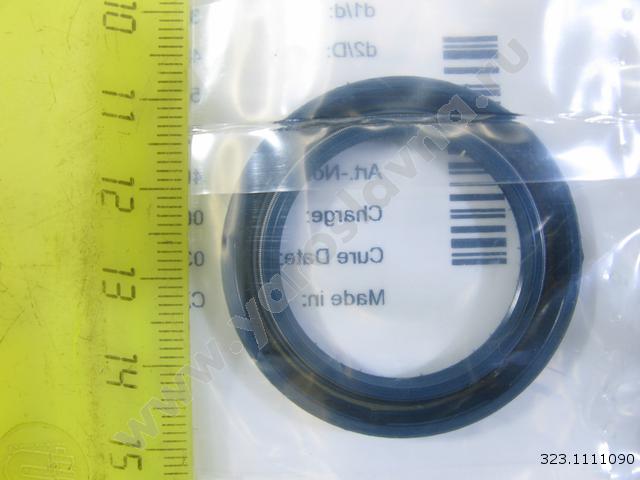 10
11
12
13
14
15
d1/d:
d2/D:
Art.-No
Charge:
Cure Date:
Made in:
www.yaroslavna.ru
323.1111090